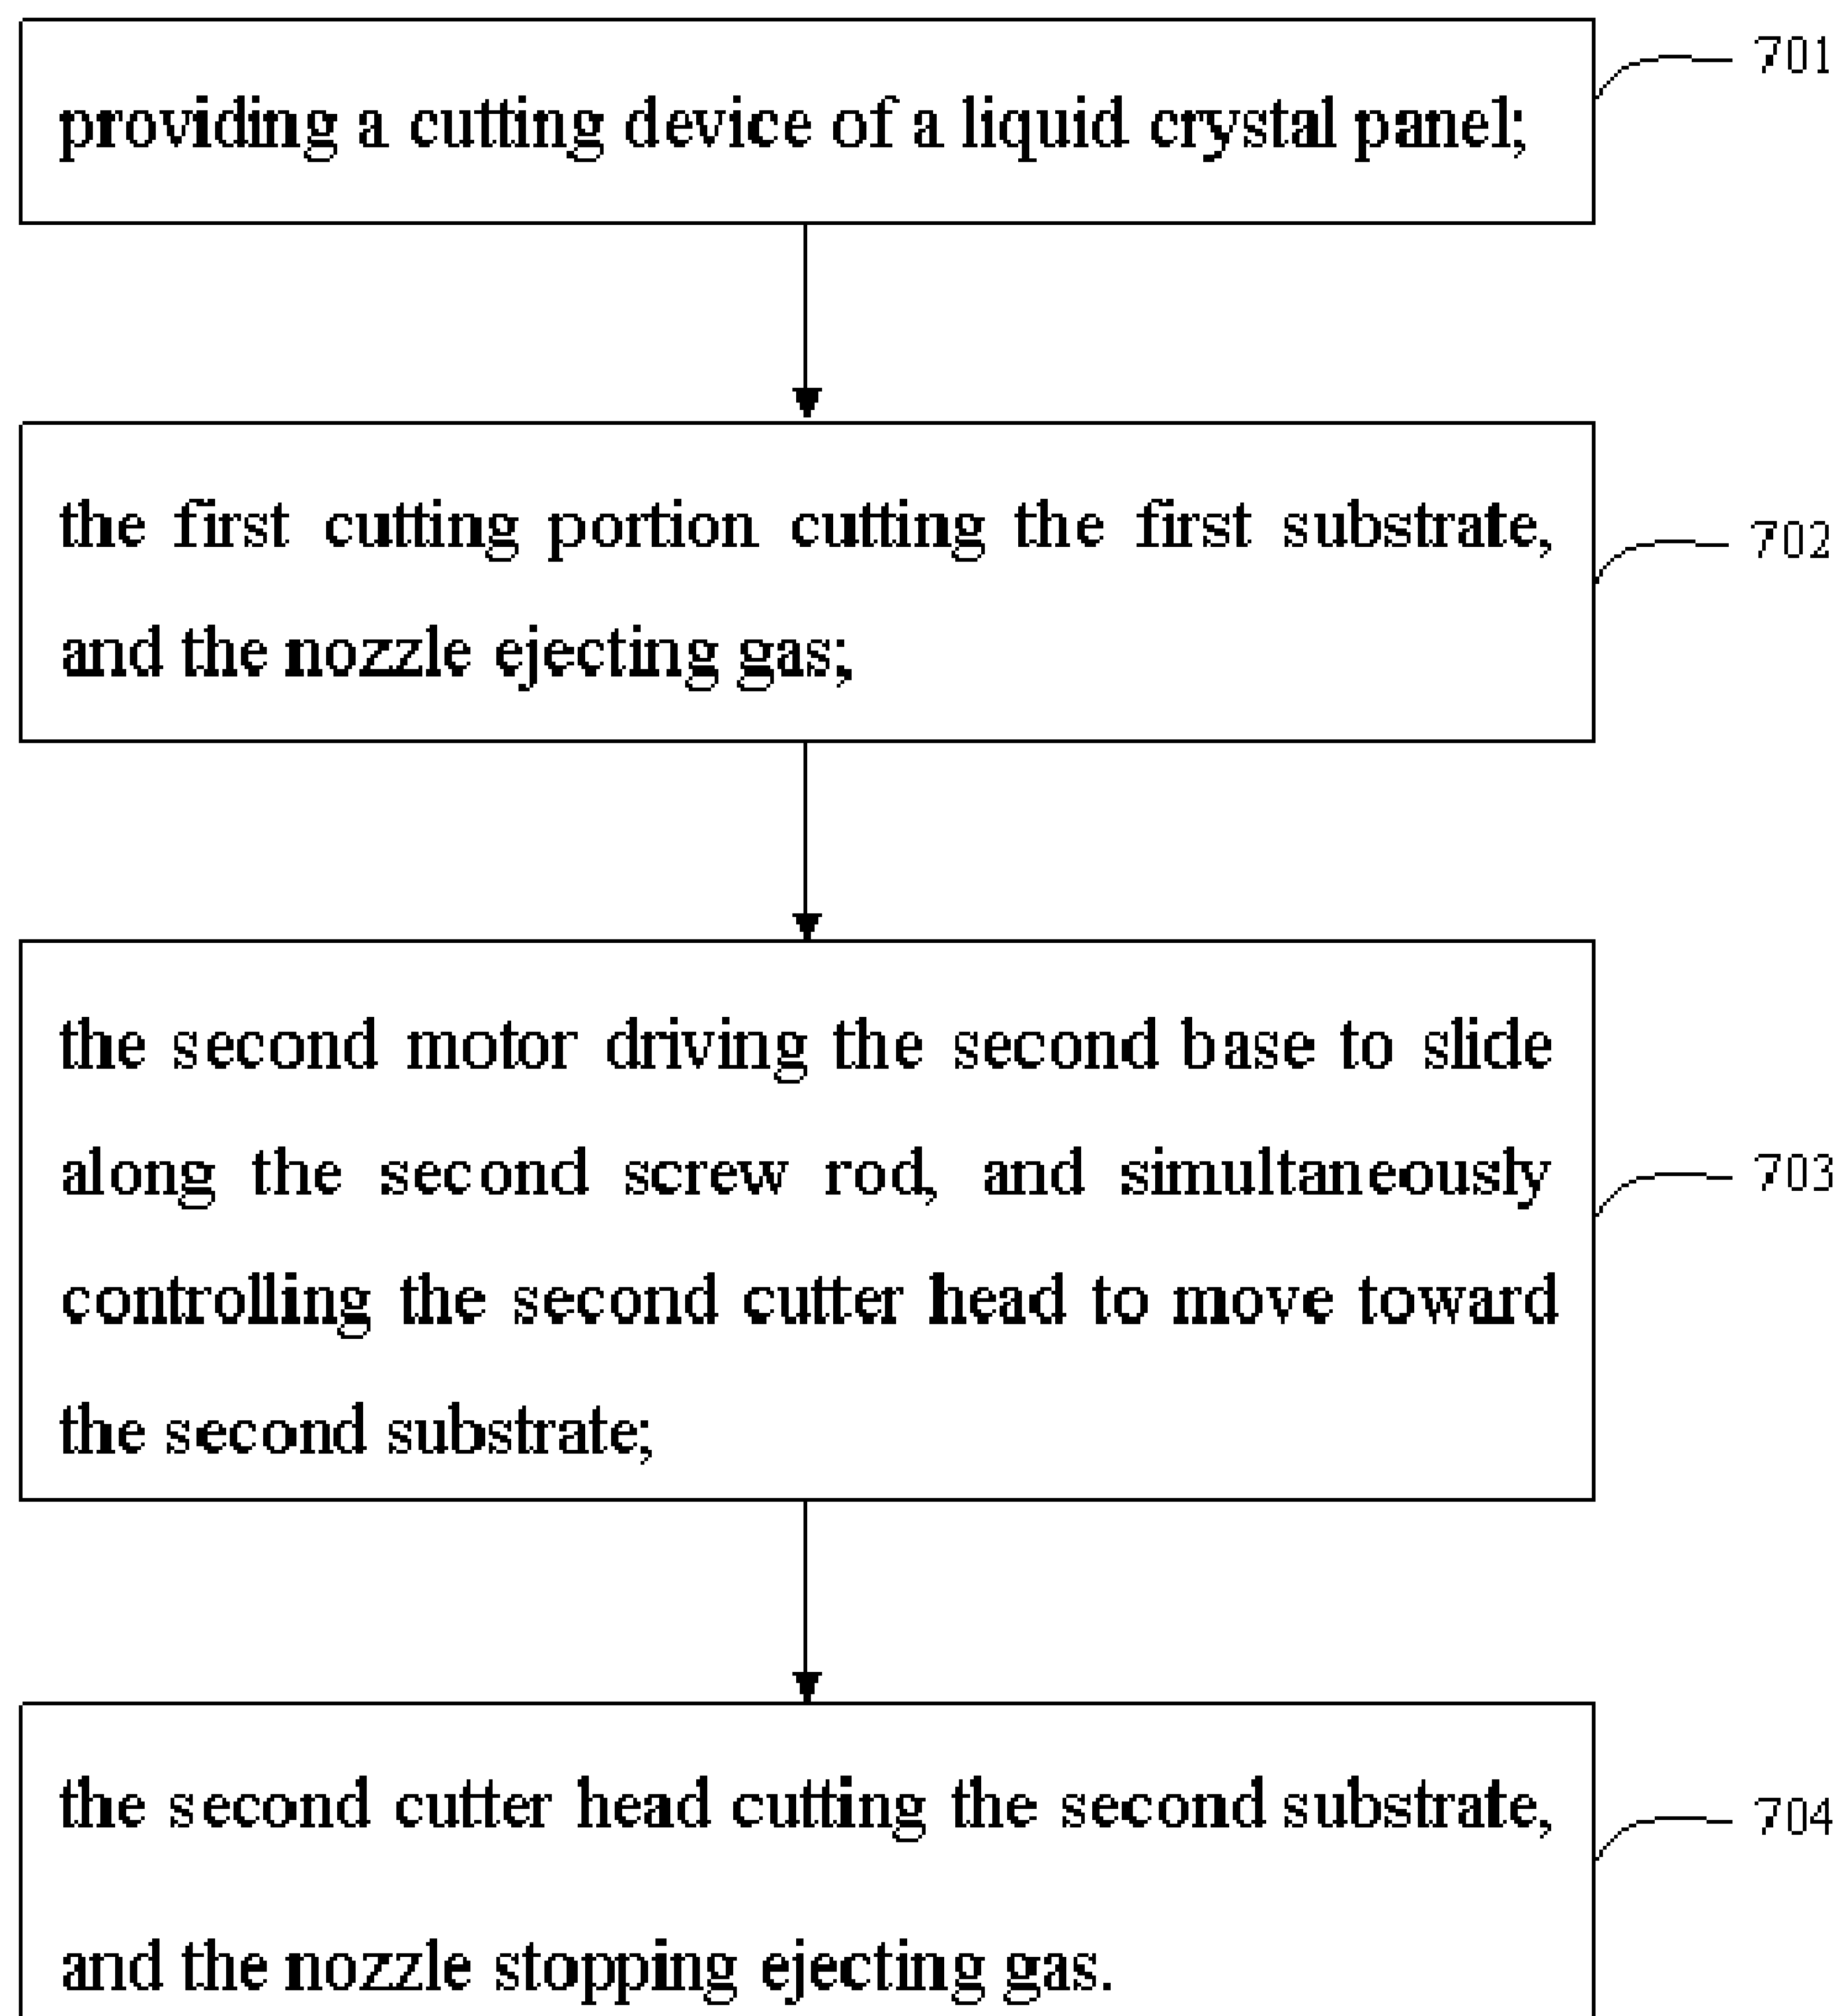 providing a cutting device of a liquid crystal panel;
701
the first cutting portion cutting the first substrate,
and the nozzle ejecting gas;
702
the second motor driving the second base to slide
along the second screw rod, and simultaneously
controlling the second cutter head to move toward
the second substrate;
703
the second cutter head cutting the second substrate,
and the nozzle stopping ejecting gas.
704